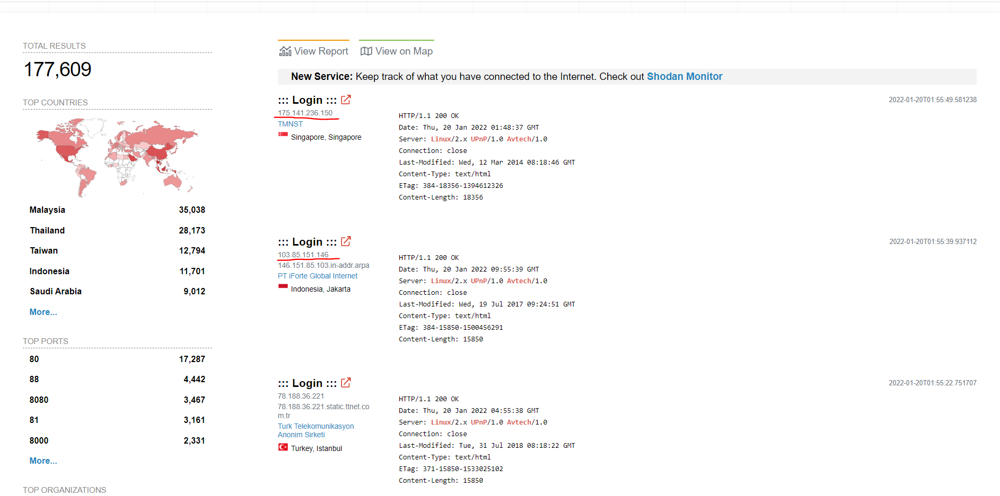 TOTAL RESULTS
177,609
TOP COUNTRIES
Malaysia 35,038
Thailand 28,173
Taiwan 12,794
Indonesia 11,701
Saudi Arabia 9,012
More...
TOP PORTS
80 17,287
88 4,442
8080 3,467
81 3,161
8000 2,331
More...
TOP ORGANIZATIONS
View Report View on Map
New Service: Keep track of what you have connected to the Internet. Check out Shodan Monitor
::: Login :::
2022-01-20T01:55:49.581238
175.141.236.150
TMNST
Singapore, Singapore
HTTP/1.1 200 OK
Date: Thu, 20 Jan 2022 01:48:37 GMT
Server: Linux/2.x UPnP/1.0 Avtech/1.0
Connection: close
Last-Modified: Wed, 12 Mar 2014 08:18:46 GMT
Content-Type: text/html
ETag: 384-18356-1394612326
Content-Length: 18356
::: Login :::
2022-01-20T01:55:39.937112
103.85.151.146
146.151.85.103.in-addr.arpa
PT iForte Global Internet
Indonesia, Jakarta
HTTP/1.1 200 OK
Date: Thu, 20 Jan 2022 09:55:39 GMT
Server: Linux/2.x UPnP/1.0 Avtech/1.0
Connection: close
Last-Modified: Wed, 19 Jul 2017 09:24:51 GMT
Content-Type: text/html
ETag: 384-15850-1500456291
Content-Length: 15850
::: Login :::
2022-01-20T01:55:22.751707
78.188.36.221
78.188.36.221.static.ttnet.co
m.tr
Turk Telekomunikasyon
Anonim Sirketi
Turkey, Istanbul
HTTP/1.1 200 OK
Date: Thu, 20 Jan 2022 04:55:38 GMT
Server: Linux/2.x UPnP/1.0 Avtech/1.0
Connection: close
Last-Modified: Tue, 31 Jul 2018 08:18:22 GMT
Content-Type: text/html
ETag: 371-15850-1533025102
Content-Length: 15850